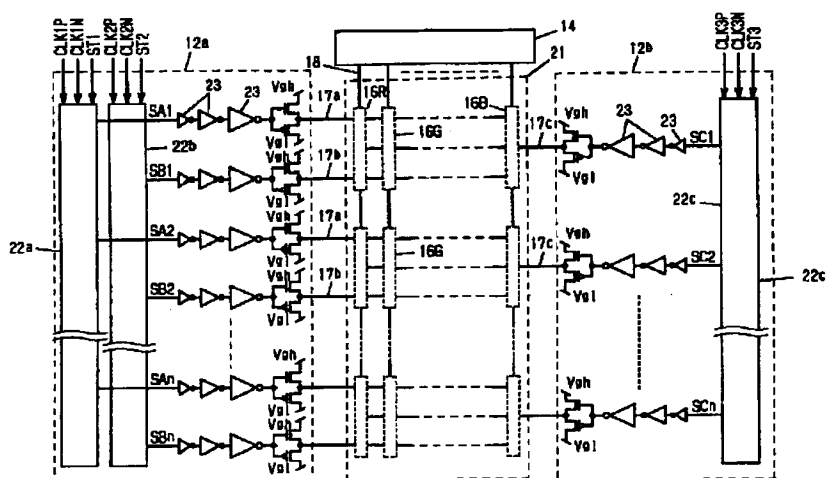 CLK1P
CLK1N
ST1
CLK2P
CLK2N
ST2
12a
14
18
21
12b
CLK3P
CLK3N
ST3
SA1
23
23
Vgh
17a
16R
16B
Vgh
23
23
SC1
22b
Vgl
16G
17c
Vgl
SB1
17b
22c
Vgh
Vgl
SA2
17a
Vgh
22a
Vgl
16G
17c
SC2
22c
SB2
Vgh
17b
Vgl
Vgl
SAn
Vgh
Vgl
Vgh
SCn
SBn
Vgh
Vgl
Vgl